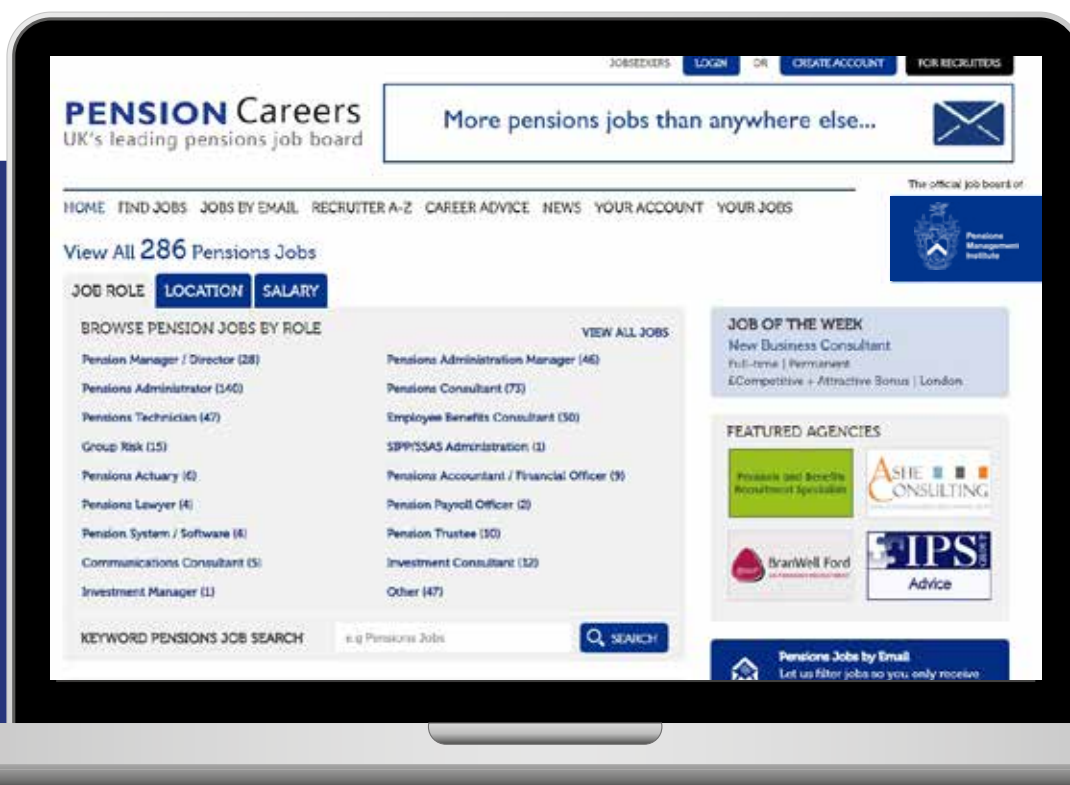 JOBSEEKERS LOGIN OR CREATE ACCOUNT FOR RECRUITERS
PENSION Careers
UK's leading pensions job board
More pensions jobs than anywhere else...
The official job board of
HOME FIND JOBS JOBS BY EMAIL RECRUITER A-Z CAREER ADVICE NEWS YOUR ACCOUNT YOUR JOBS
Pensions
Management
Institute
View All 286 Pensions Jobs
JOB ROLE LOCATION SALARY
BROWSE PENSION JOBS BY ROLE VIEW ALL JOBS
Pension Manager / Director (28) Pensions Administration Manager (46)
Pensions Administrator (140) Pensions Consultant (73)
Pensions Technician (47) Employee Benefits Consultant (30)
Group Risk (15) SIPP/SSAS Administration (1)
Pensions Actuary (6) Pensions Accountant / Financial Officer (9)
Pensions Lawyer (4) Pension Payroll Officer (2)
Pension System / Software (4) Pension Trustee (10)
Communications Consultant (5) Investment Consultant (12)
Investment Manager (1) Other (47)
KEYWORD PENSIONS JOB SEARCH e.g Pensions Jobs SEARCH
JOB OF THE WEEK
New Business Consultant
Full-time | Permanent
£Competitive + Attractive Bonus | London
FEATURED AGENCIES
Pensions and Benefits
Recruitment Specialists
ASHE
CONSULTING
BranWell Ford
IPS GROUP
Advice
Pensions Jobs by Email
Let us filter jobs so you only receive